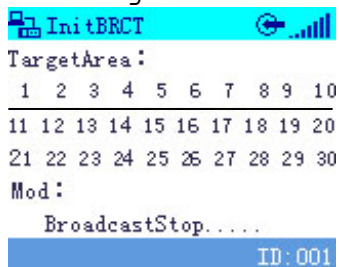 InitBRCT
TargetArea:
1 2 3 4 5 6 7 8 9 10
11 12 13 14 15 16 17 18 19 20
21 22 23 24 25 26 27 28 29 30
Mod:
BroadcastStop.....
ID:001